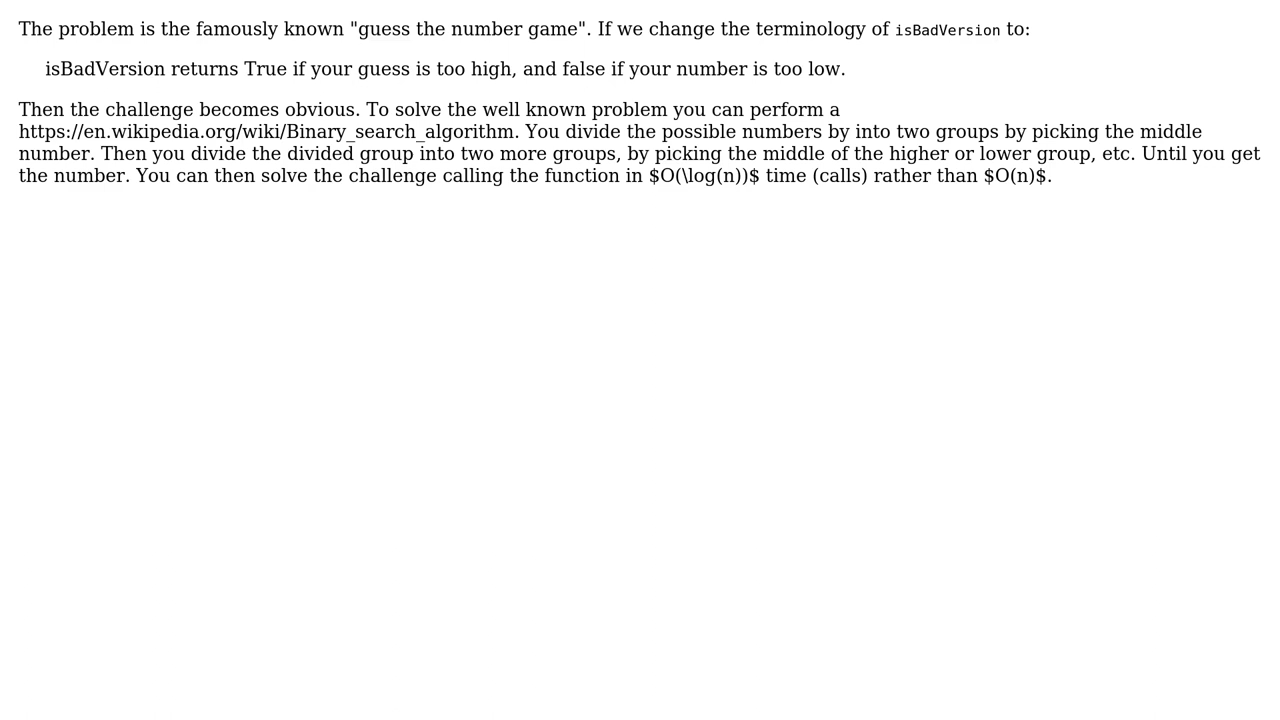 The problem is the famously known "guess the number game". If we change the terminology of isBadVersion to:
isBadVersion returns True if your guess is too high, and false if your number is too low.
Then the challenge becomes obvious. To solve the well known problem you can perform a
https://en.wikipedia.org/wiki/Binary_search_algorithm. You divide the possible numbers by into two groups by picking the middle
number. Then you divide the divided group into two more groups, by picking the middle of the higher or lower group, etc. Until you get
the number. You can then solve the challenge calling the function in $O(\log(n))$ time (calls) rather than $O(n)$.